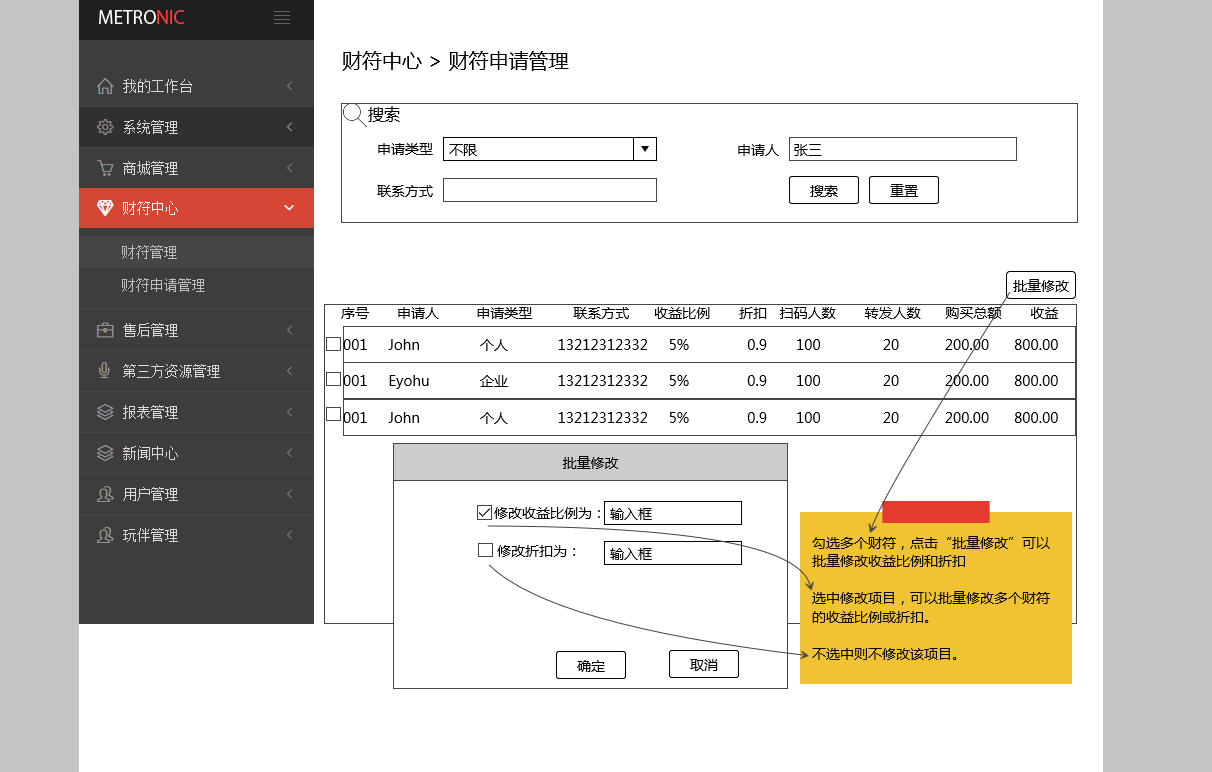 METRONIC
我的工作台
系统管理
商城管理
财符中心
财符管理
财符申请管理
售后管理
第三方资源管理
报表管理
新闻中心
用户管理
玩伴管理
财符中心 > 财符申请管理
搜索
申请类型 不限 申请人 张三
联系方式 搜索 重置
批量修改
序号 申请人 申请类型 联系方式 收益比例 折扣 扫码人数 转发人数 购买总额 收益
001 John 个人 13212312332 5% 0.9 100 20 200.00 800.00
001 Eyohu 企业 13212312332 5% 0.9 100 20 200.00 800.00
001 John 个人 13212312332 5% 0.9 100 20 200.00 800.00
批量修改
修改收益比例为： 输入框
修改折扣为： 输入框
确定 取消
勾选多个财符，点击“批量修改”可以
批量修改收益比例和折扣
选中修改项目，可以批量修改多个财符
的收益比例或折扣。
不选中则不修改该项目。